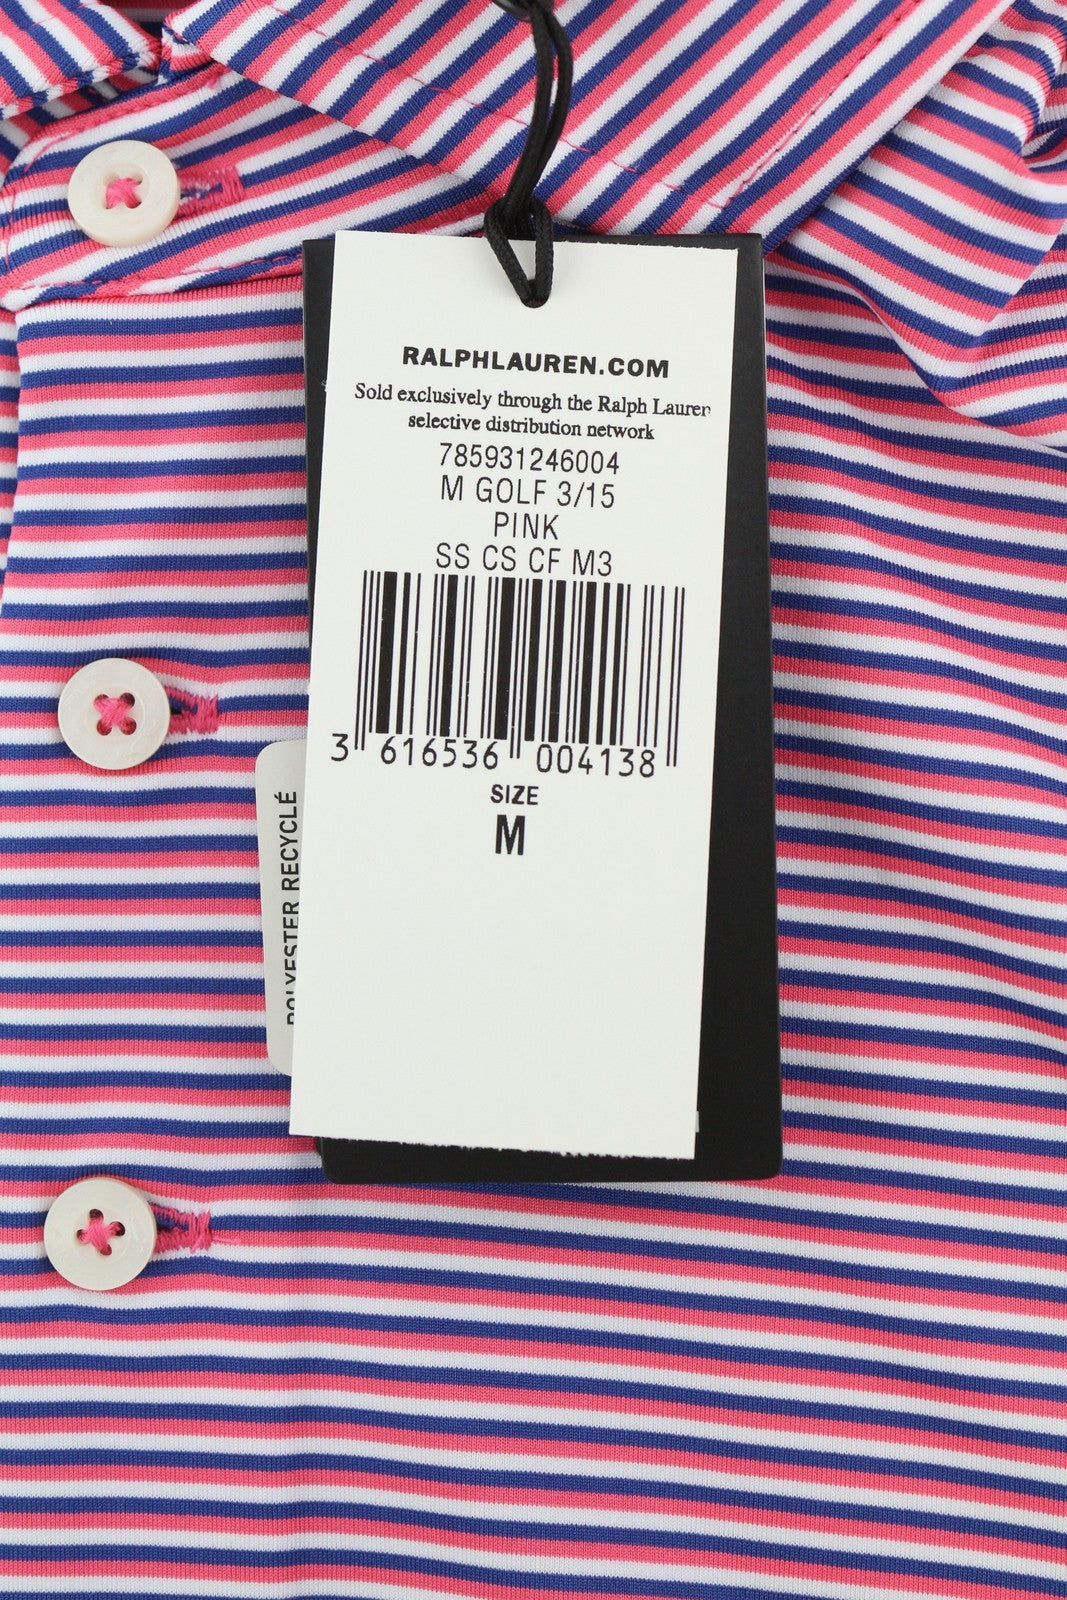 RALPHLAUREN.COM
Sold exclusively through the Ralph Lauren
selective distribution network
785931246004
M GOLF 3/15
PINK
SS CS CF M3
3 616536 004138
SIZE
M
POLYESTER RECYCLÉ